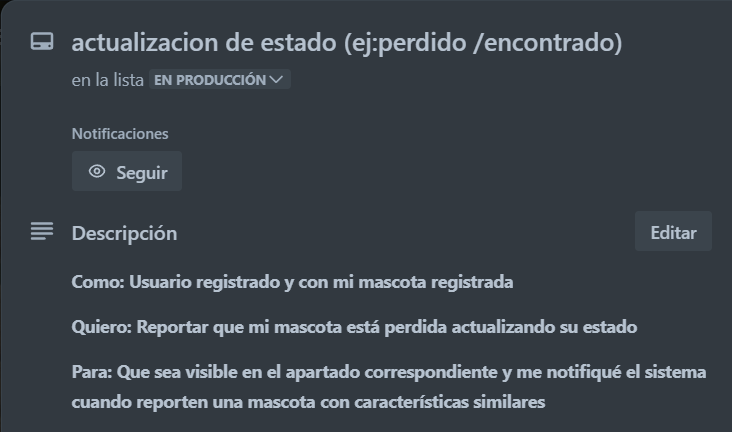 actualizacion de estado (ej:perdido /encontrado)
en la lista EN PRODUCCIÓN
Notificaciones
Seguir
Descripción Editar
Como: Usuario registrado y con mi mascota registrada
Quiero: Reportar que mi mascota está perdida actualizando su estado
Para: Que sea visible en el apartado correspondiente y me notifiqué el sistema
cuando reporten una mascota con características similares